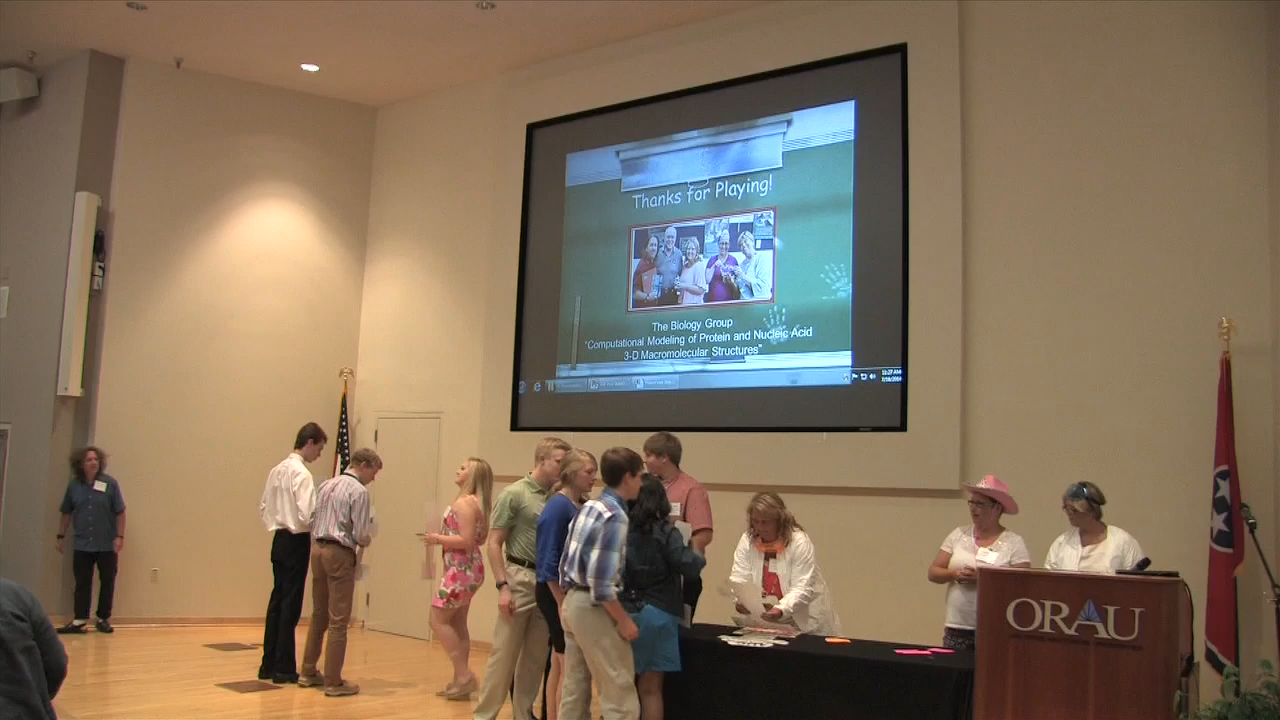 Thanks for Playing!
The Biology Group
"Computational Modeling of Protein and Nucleic Acid
3-D Macromolecular Structures"
ORAU